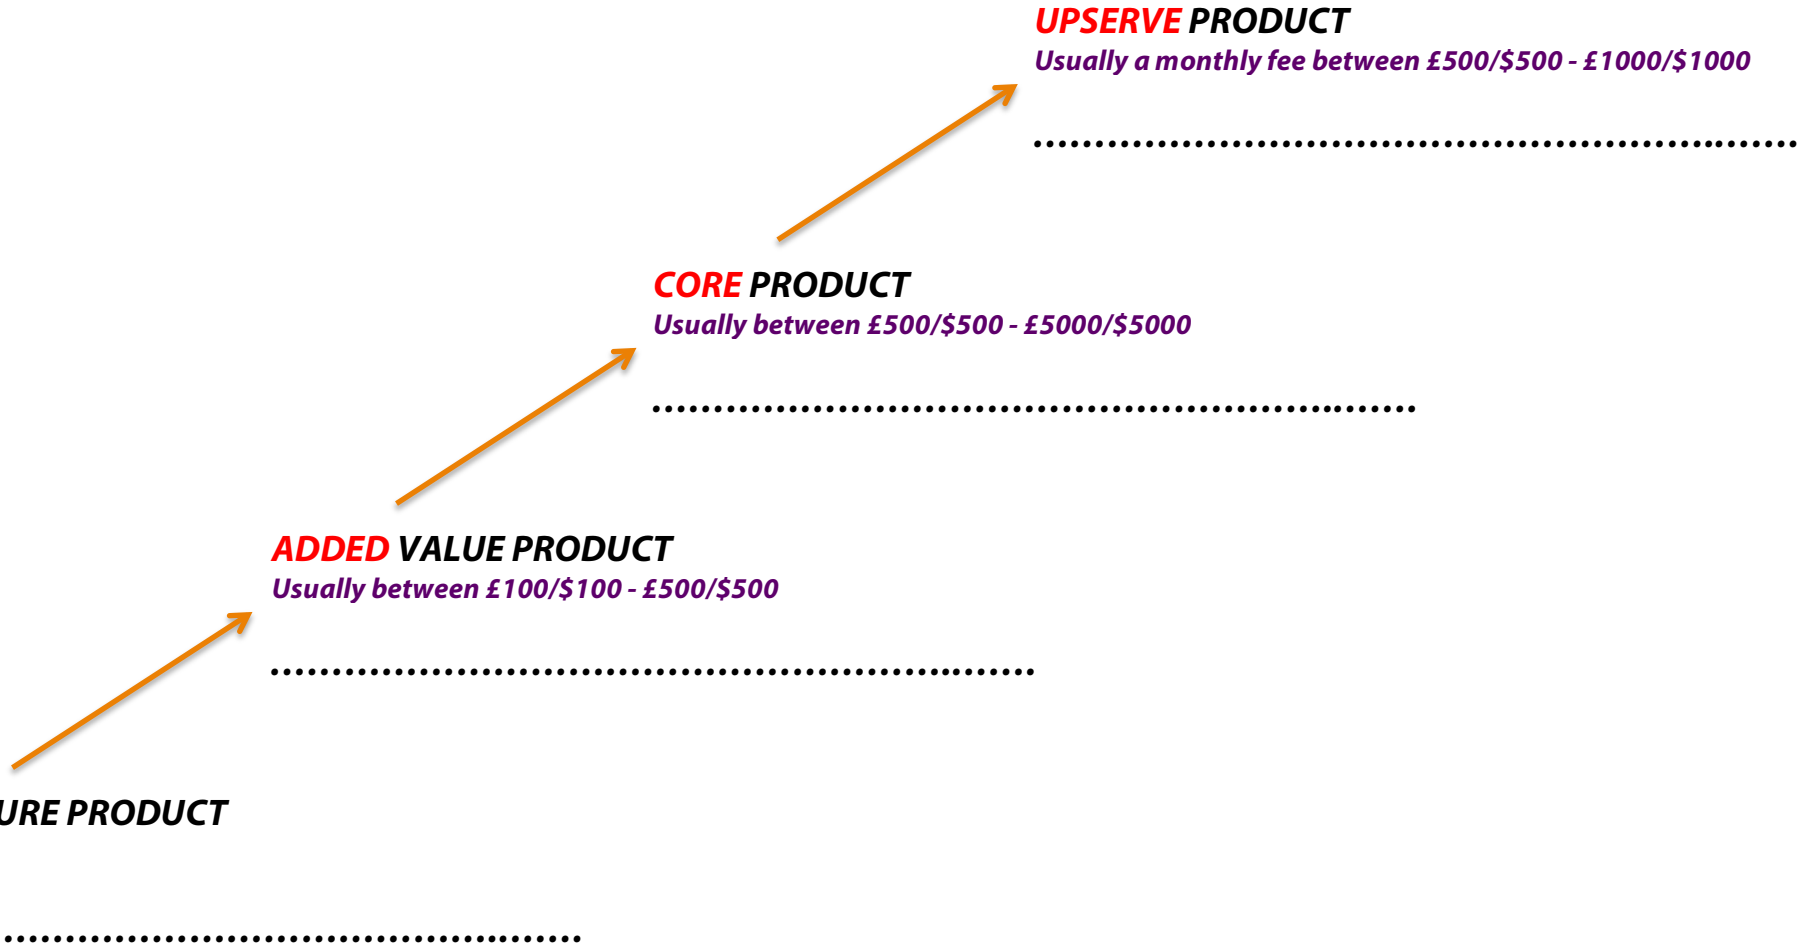 UPSERVE PRODUCT
Usually a monthly fee between £500/$500 - £1000/$1000
CORE PRODUCT
Usually between £500/$500 - £5000/$5000
ADDED VALUE PRODUCT
Usually between £100/$100 - £500/$500
URE PRODUCT